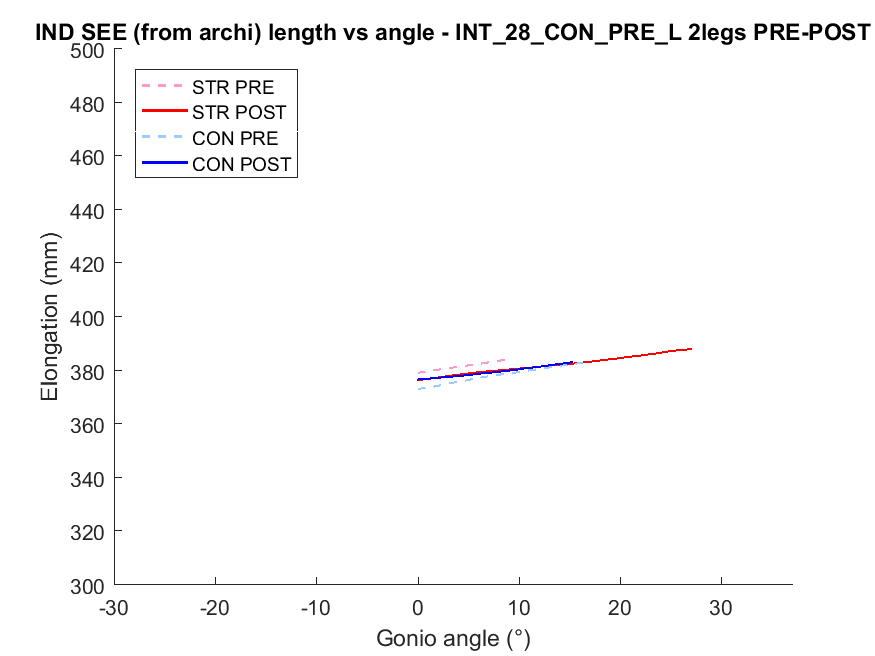 IND SEE (from archi) length vs angle - INT_28_CON_PRE_L 2legs PRE-POST
500
480
460
440
420
400
380
360
340
320
300
Elongation (mm)
STR PRE
STR POST
CON PRE
CON POST
-30
-20
-10
0
10
20
30
Gonio angle (°)